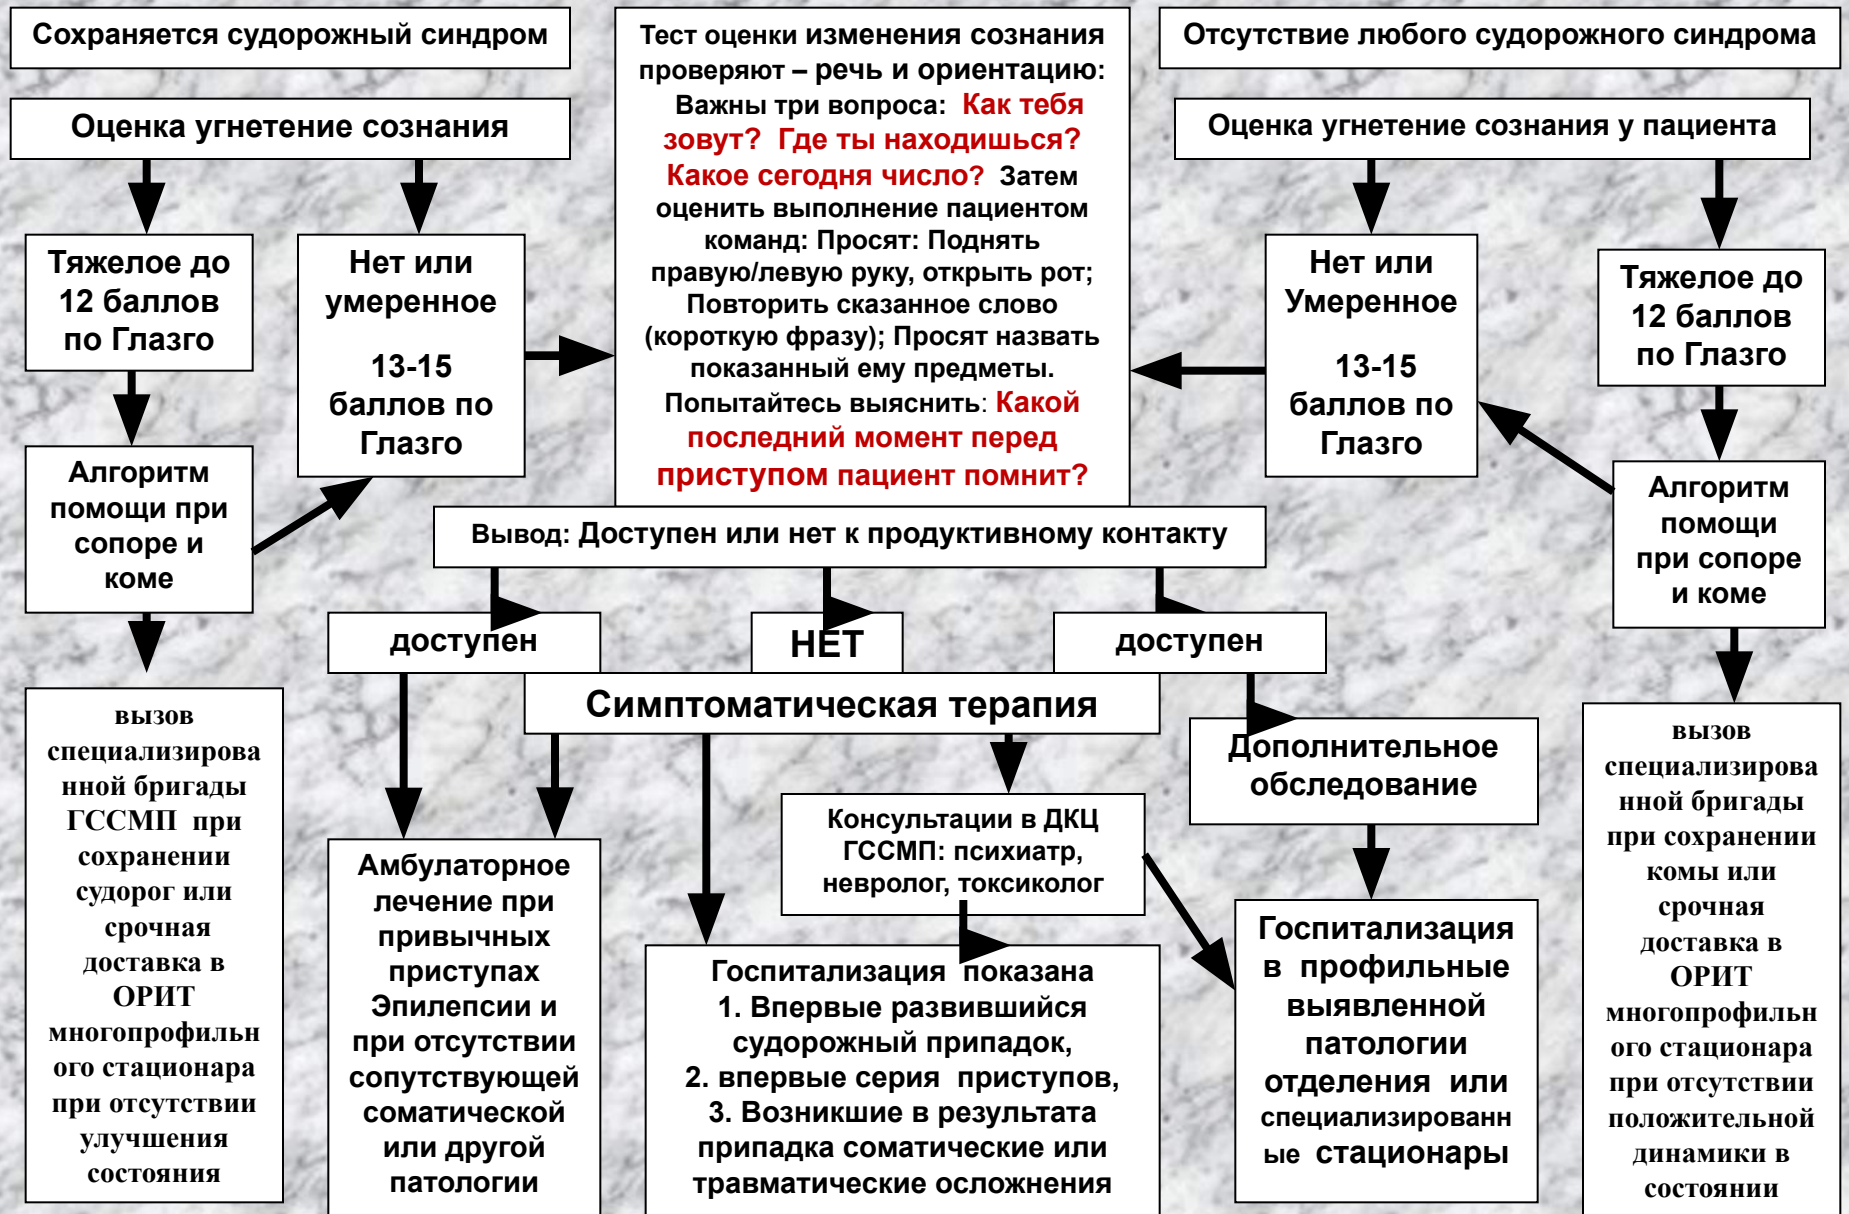 Сохраняется судорожный синдром
Оценка угнетение сознания
Тяжелое до
12 баллов
по Глазго
Нет или
умеренное
13-15
баллов по
Глазго
Алгоритм
помощи при
сопоре и
коме
вызов
специализирова
нной бригады
ГССМП при
сохранении
судорог или
срочная
доставка в
ОРИТ
многопрофильн
ого стационара
при отсутствии
улучшения
состояния
Тест оценки изменения сознания
проверяют – речь и ориентацию:
Важны три вопроса: Как тебя
зовут? Где ты находишься?
Какое сегодня число? Затем
оценить выполнение пациентом
команд: Просят: Поднять
правую/левую руку, открыть рот;
Повторить сказанное слово
(короткую фразу); Просят назвать
показанный ему предметы.
Попытайтесь выяснить: Какой
последний момент перед
приступом пациент помнит?
Вывод: Доступен или нет к продуктивному контакту
доступен
НЕТ
доступен
Симптоматическая терапия
Амбулаторное
лечение при
привычных
приступах
Эпилепсии и
при отсутствии
сопутствующей
соматической
или другой
патологии
Консультации в ДКЦ
ГССМП: психиатр,
невролог, токсиколог
Госпитализация показана
1. Впервые развившийся
судорожный припадок,
2. впервые серия приступов,
3. Возникшие в результата
припадка соматические или
травматические осложнения
Дополнительное
обследование
Госпитализация
в профильные
выявленной
патологии
отделения или
специализированн
ые стационары
Отсутствие любого судорожного синдрома
Оценка угнетение сознания у пациента
Нет или
Умеренное
13-15
баллов по
Глазго
Тяжелое до
12 баллов
по Глазго
Алгоритм
помощи
при сопоре
и коме
вызов
специализирова
нной бригады
при сохранении
комы или
срочная
доставка в
ОРИТ
многопрофильн
ого стационара
при отсутствии
положительной
динамики в
состоянии